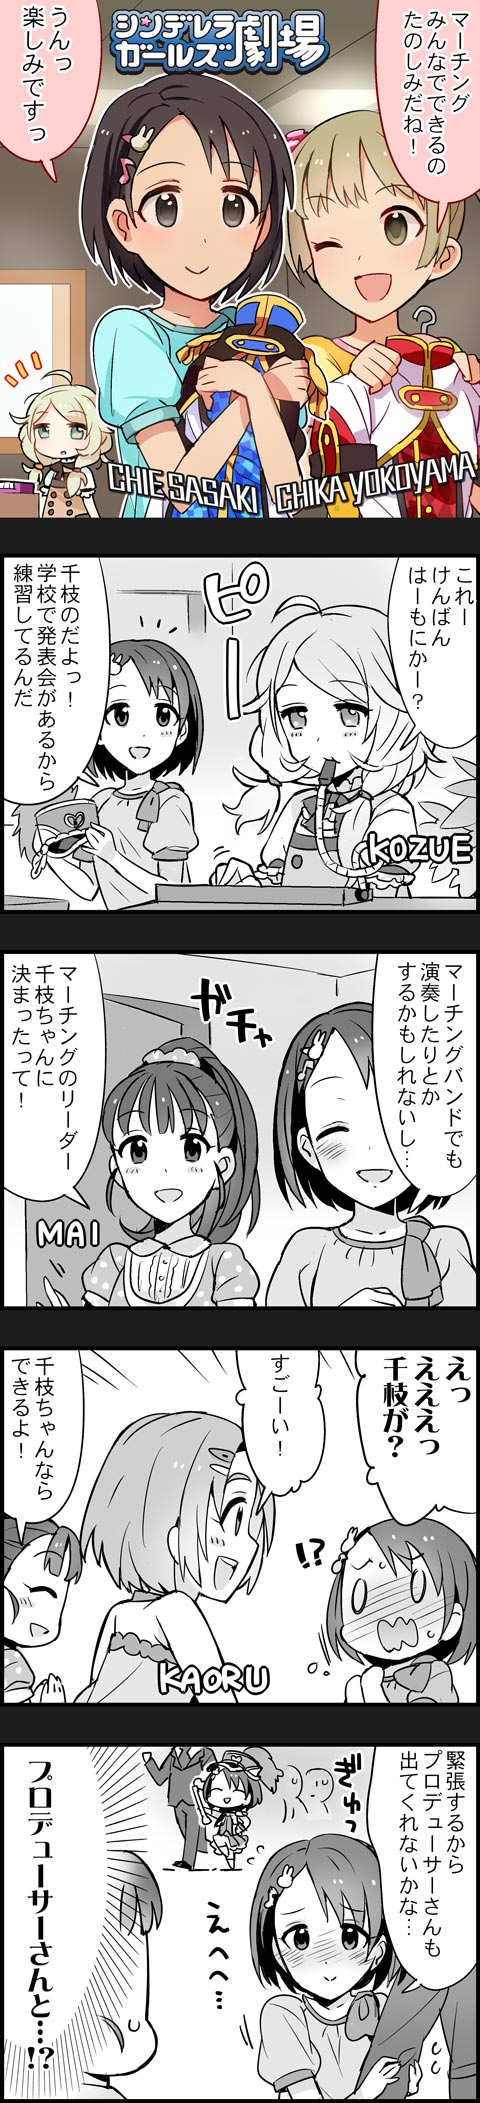 シンデレラ
ガールズ劇場
マーチング
みんなでできるの
たのしみだね！
うんっ
楽しみですっ
CHIE SASAKI
CHIKA YOKOYAMA
これー
けんばん
はーもにかー？
ピー
千枝のだよっ！
学校で発表会があるから
練習してるんだ
KOZUE
マーチングバンドでも
演奏したりとか
するかもしれないし…
ガチャ
マーチングのリーダー
千枝ちゃんに
決まったって！
MAI
えっ
えええっ
千枝が？
すごーい！
千枝ちゃんなら
できるよ！
!?
KAORU
緊張するから
プロデューサーさんも
出てくれないかな…
ぎゅっ
えへへ…
プロデューサーさんと…!?